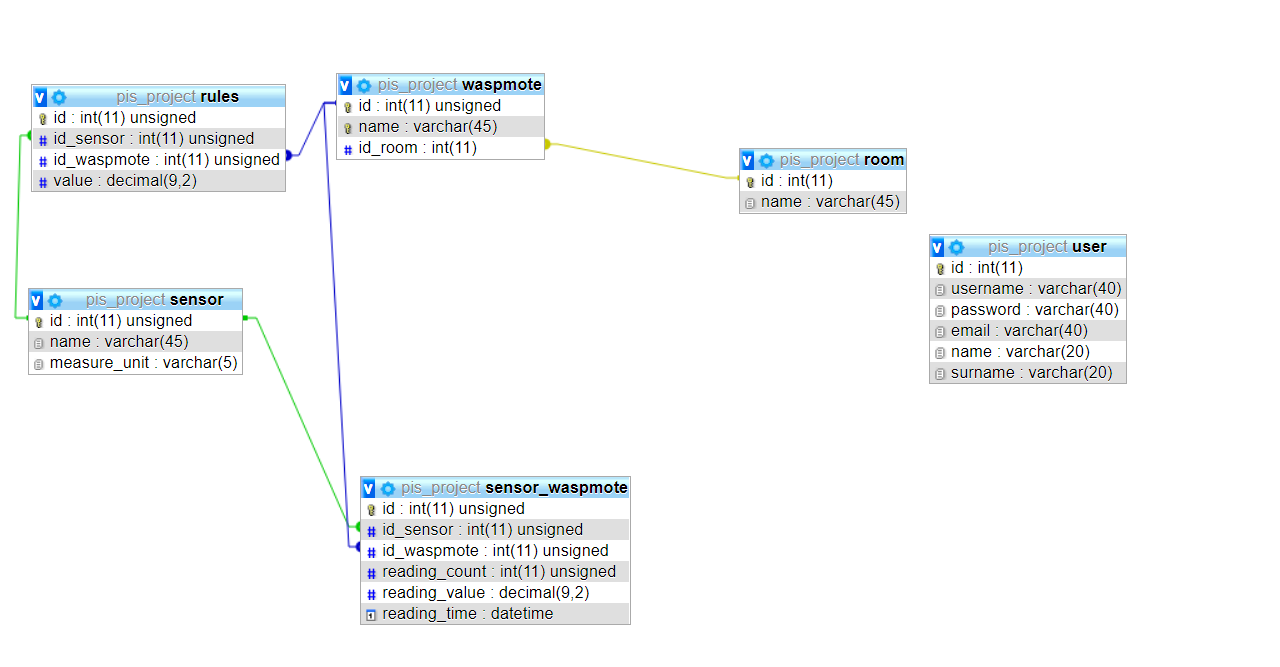 pis_project rules
id : int(11) unsigned
id_sensor : int(11) unsigned
id_waspmote : int(11) unsigned
value : decimal(9,2)
pis_project waspmote
id : int(11) unsigned
name : varchar(45)
id_room : int(11)
pis_project room
id : int(11)
name : varchar(45)
pis_project user
id : int(11)
username : varchar(40)
password : varchar(40)
email : varchar(40)
name : varchar(20)
surname : varchar(20)
pis_project sensor
id : int(11) unsigned
name : varchar(45)
measure_unit : varchar(5)
pis_project sensor_waspmote
id : int(11) unsigned
id_sensor : int(11) unsigned
id_waspmote : int(11) unsigned
reading_count : int(11) unsigned
reading_value : decimal(9,2)
reading_time : datetime